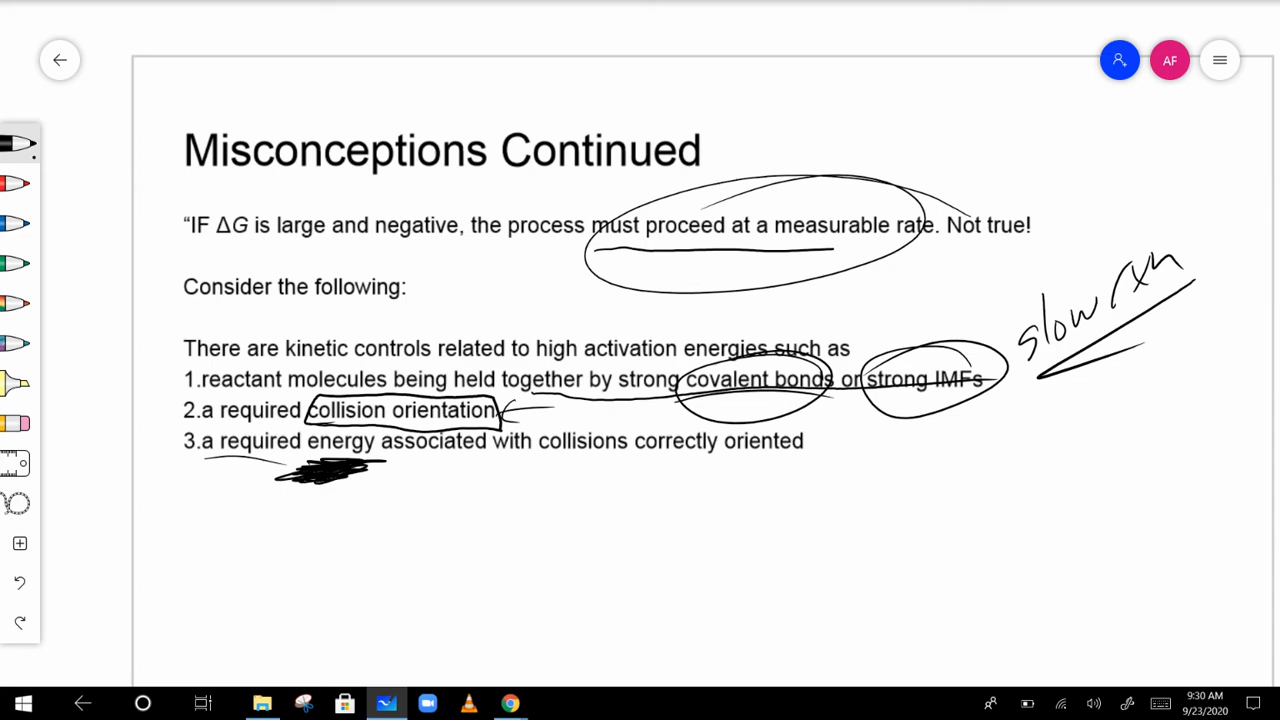 AF
Misconceptions Continued
“IF ΔG is large and negative, the process must proceed at a measurable rate. Not true!
Consider the following:
slow rxn
There are kinetic controls related to high activation energies such as
1.reactant molecules being held together by strong covalent bonds or strong IMFs
2.a required collision orientation
3.a required energy associated with collisions correctly oriented
9:30 AM
9/23/2020